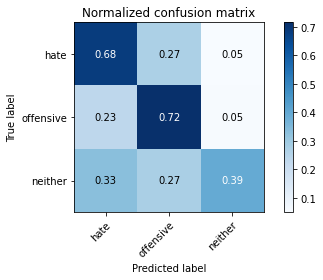 Normalized confusion matrix
hate 0.68 0.27 0.05
offensive 0.23 0.72 0.05
neither 0.33 0.27 0.39
hate offensive neither
True label
Predicted label
0.7
0.6
0.5
0.4
0.3
0.2
0.1